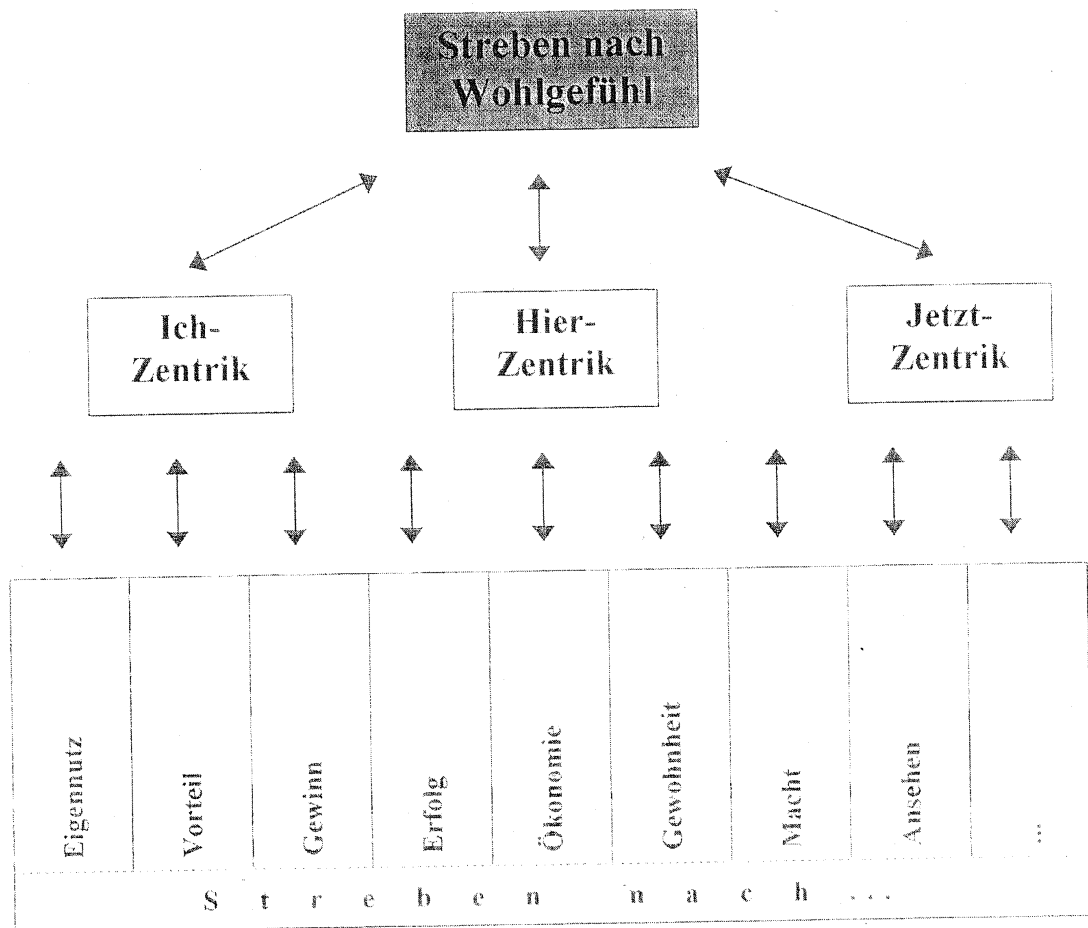 Streben nach
Wohlgefühl
Ich-
Zentrik
Hier-
Zentrik
Jetzt-
Zentrik
Eigennutz
Vorteil
Gewinn
Erfolg
Ökonomie
Gewohnheit
Macht
Ansehen
...
S t r e b e n n a c h ...